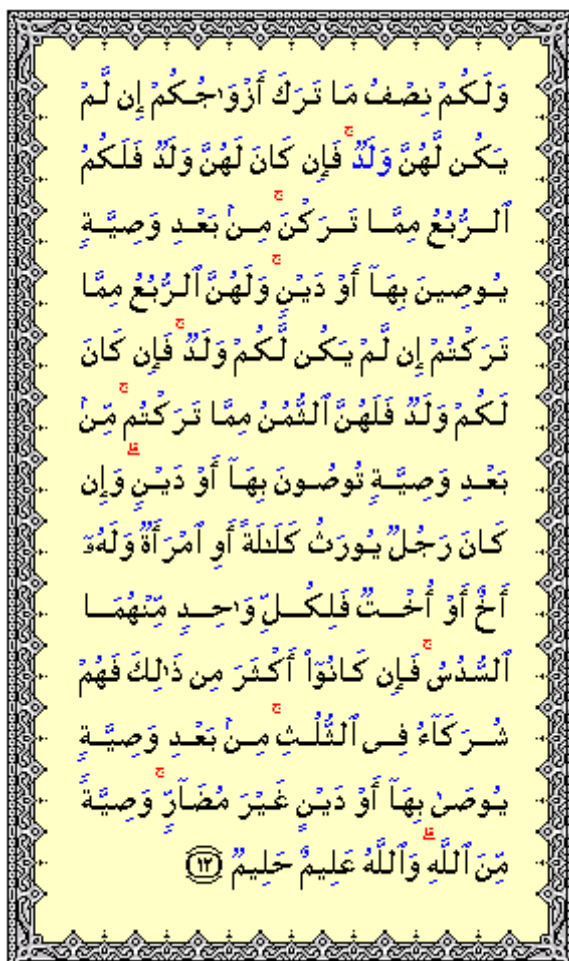 وَلَكُمْ نِصْفُ مَا تَرَكَ أَزْوَٰجُكُمْ إِن لَّمْ
يَكُن لَّهُنَّ وَلَدٌ ۚ فَإِن كَانَ لَهُنَّ وَلَدٌ فَلَكُمُ
ٱلرُّبُعُ مِمَّا تَرَكْنَ ۚ مِنۢ بَعْدِ وَصِيَّةٍ
يُوصِينَ بِهَآ أَوْ دَيْنٍ ۚ وَلَهُنَّ ٱلرُّبُعُ مِمَّا
تَرَكْتُمْ إِن لَّمْ يَكُن لَّكُمْ وَلَدٌ ۚ فَإِن كَانَ
لَكُمْ وَلَدٌ فَلَهُنَّ ٱلثُّمُنُ مِمَّا تَرَكْتُم ۚ مِّنۢ
بَعْدِ وَصِيَّةٍ تُوصُونَ بِهَآ أَوْ دَيْنٍ ۗ وَإِن
كَانَ رَجُلٌ يُورَثُ كَلَٰلَةً أَوِ ٱمْرَأَةٌ وَلَهُۥٓ
أَخٌ أَوْ أُخْتٌ فَلِكُلِّ وَٰحِدٍ مِّنْهُمَا
ٱلسُّدُسُ ۚ فَإِن كَانُوٓا۟ أَكْثَرَ مِن ذَٰلِكَ فَهُمْ
شُرَكَآءُ فِى ٱلثُّلُثِ ۚ مِنۢ بَعْدِ وَصِيَّةٍ
يُوصَىٰ بِهَآ أَوْ دَيْنٍ غَيْرَ مُضَآرٍّ ۚ وَصِيَّةً
مِّنَ ٱللَّهِ ۗ وَٱللَّهُ عَلِيمٌ حَلِيمٌ ١٢